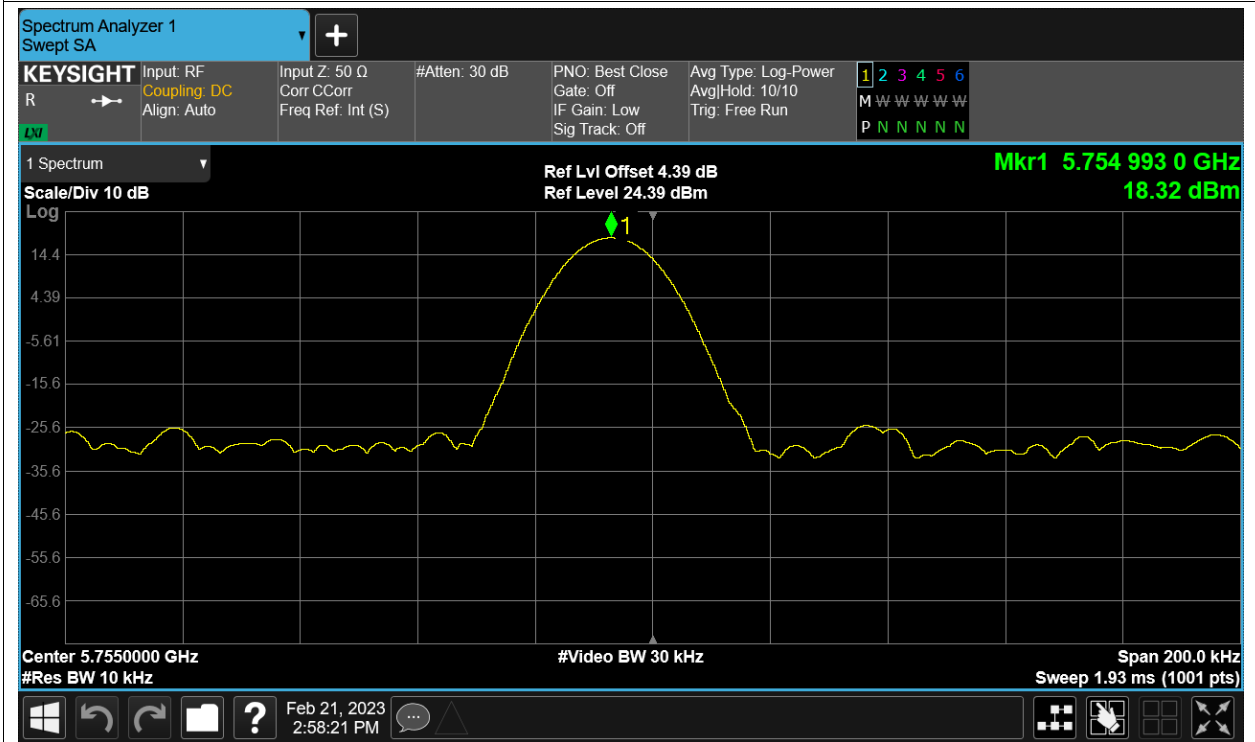 Spectrum Analyzer 1
Swept SA
KEYSIGHT
R
LXI
Input: RF
Coupling: DC
Align: Auto
Input Z: 50 Ω
Corr CCorr
Freq Ref: Int (S)
#Atten: 30 dB
PNO: Best Close
Gate: Off
IF Gain: Low
Sig Track: Off
Avg Type: Log-Power
Avg|Hold: 10/10
Trig: Free Run
1 2 3 4 5 6
M W W W W W
P N N N N N
1 Spectrum
Scale/Div 10 dB
Log
Ref Lvl Offset 4.39 dB
Ref Level 24.39 dBm
Mkr1 5.754 993 0 GHz
18.32 dBm
1
14.4
4.39
-5.61
-15.6
-25.6
-35.6
-45.6
-55.6
-65.6
Center 5.7550000 GHz
#Res BW 10 kHz
#Video BW 30 kHz
Span 200.0 kHz
Sweep 1.93 ms (1001 pts)
?
Feb 21, 2023
2:58:21 PM